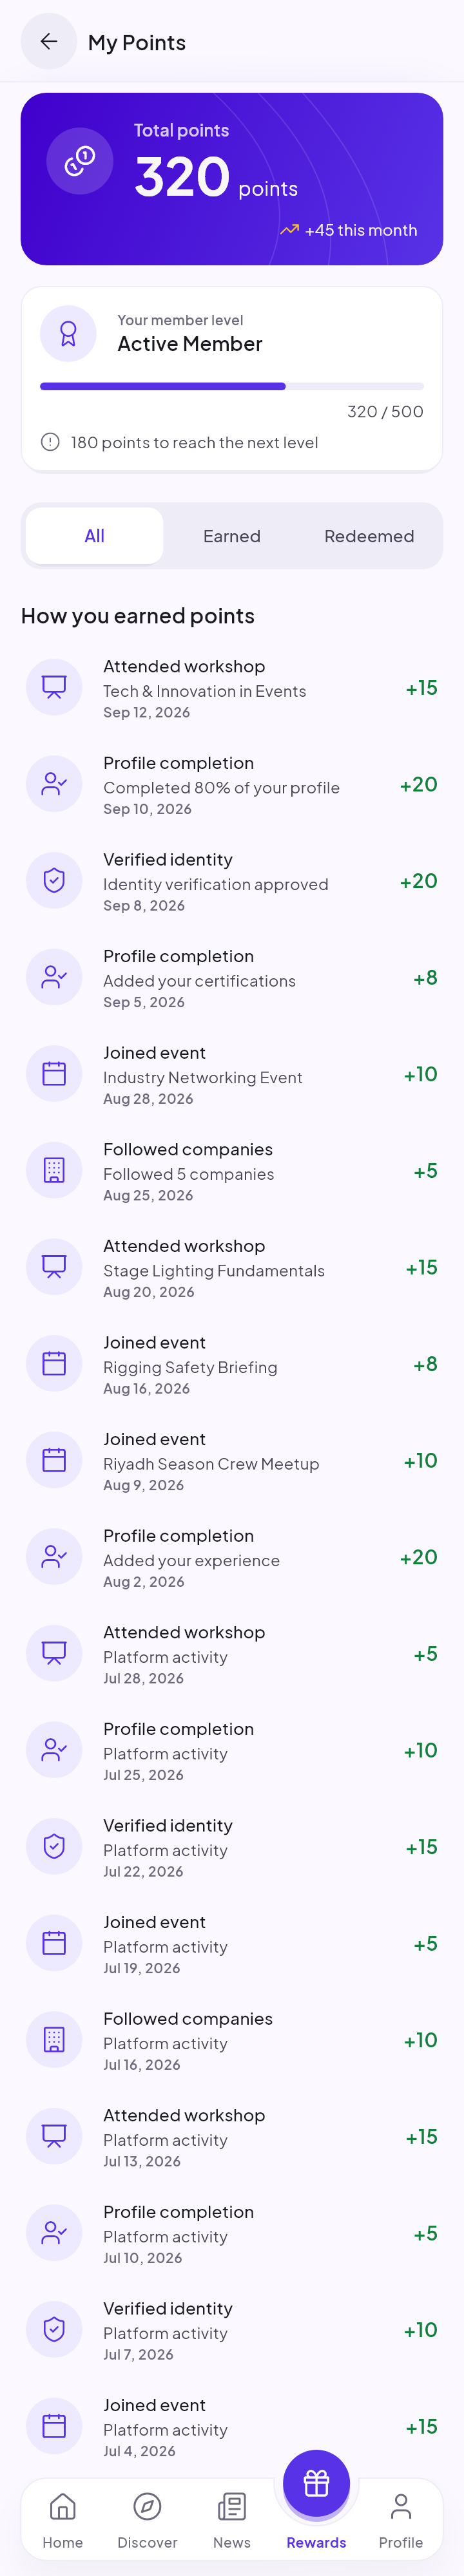 My Points
Total points
320 points
+45 this month
Your member level
Active Member
320 / 500
180 points to reach the next level
All Earned Redeemed
How you earned points
Attended workshop
Tech & Innovation in Events
Sep 12, 2026
+15
Profile completion
Completed 80% of your profile
Sep 10, 2026
+20
Verified identity
Identity verification approved
Sep 8, 2026
+20
Profile completion
Added your certifications
Sep 5, 2026
+8
Joined event
Industry Networking Event
Aug 28, 2026
+10
Followed companies
Followed 5 companies
Aug 25, 2026
+5
Attended workshop
Stage Lighting Fundamentals
Aug 20, 2026
+15
Joined event
Rigging Safety Briefing
Aug 16, 2026
+8
Joined event
Riyadh Season Crew Meetup
Aug 9, 2026
+10
Profile completion
Added your experience
Aug 2, 2026
+20
Attended workshop
Platform activity
Jul 28, 2026
+5
Profile completion
Platform activity
Jul 25, 2026
+10
Verified identity
Platform activity
Jul 22, 2026
+15
Joined event
Platform activity
Jul 19, 2026
+5
Followed companies
Platform activity
Jul 16, 2026
+10
Attended workshop
Platform activity
Jul 13, 2026
+15
Profile completion
Platform activity
Jul 10, 2026
+5
Verified identity
Platform activity
Jul 7, 2026
+10
Joined event
Platform activity
Jul 4, 2026
+15
Home Discover News Rewards Profile